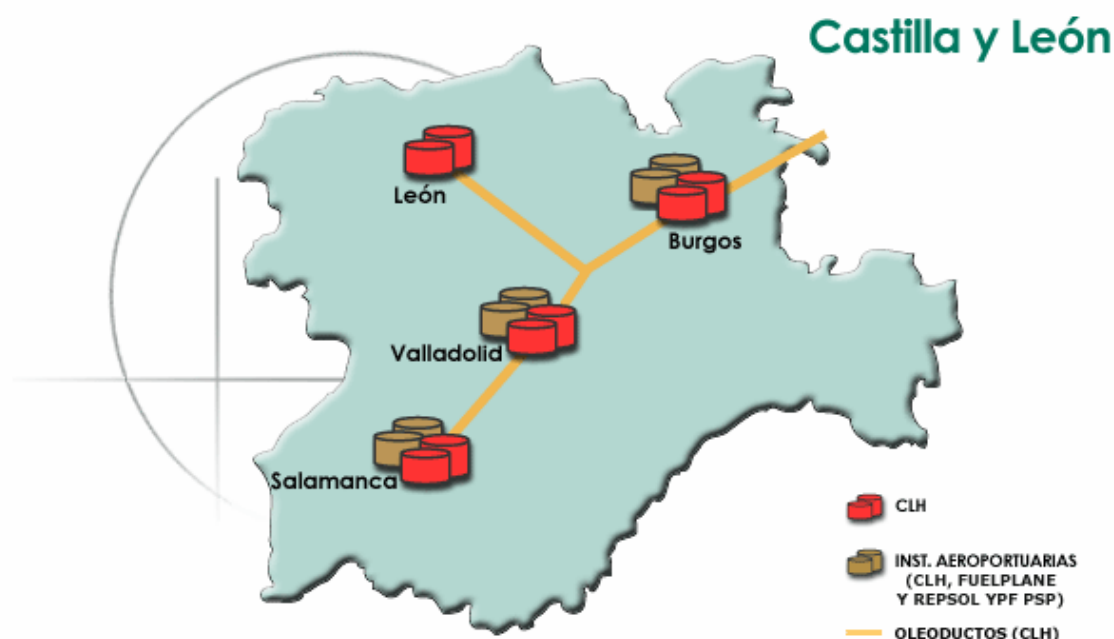 Castilla y León
León
Burgos
Valladolid
Salamanca
CLH
INST. AEROPORTUARIAS
(CLH, FUELPLANE
Y REPSOL YPF PSP)
OLEODUCTOS (CLH)